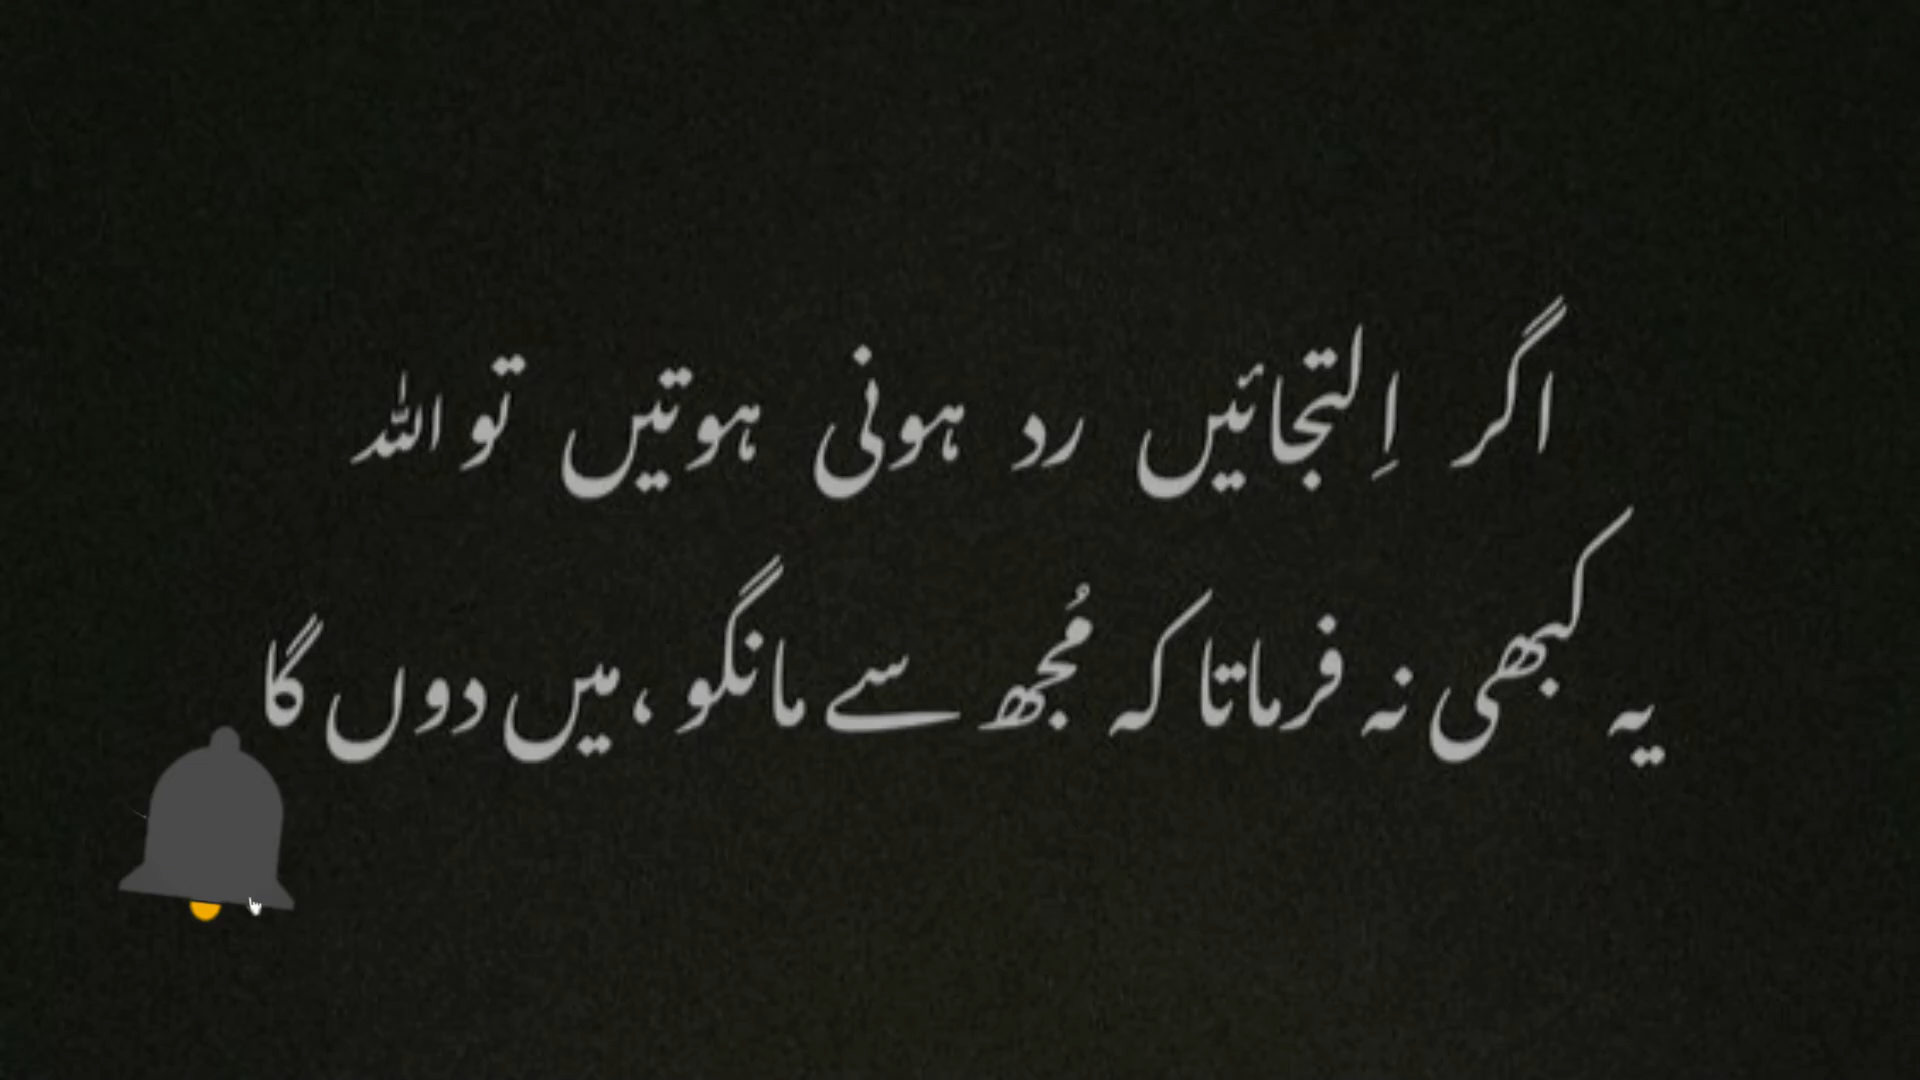 اگر اِلتجائیں رد ہونی ہوتیں تو اللہ
یہ کبھی نہ فرماتا کہ مُجھ سے مانگو ، میں دوں گا